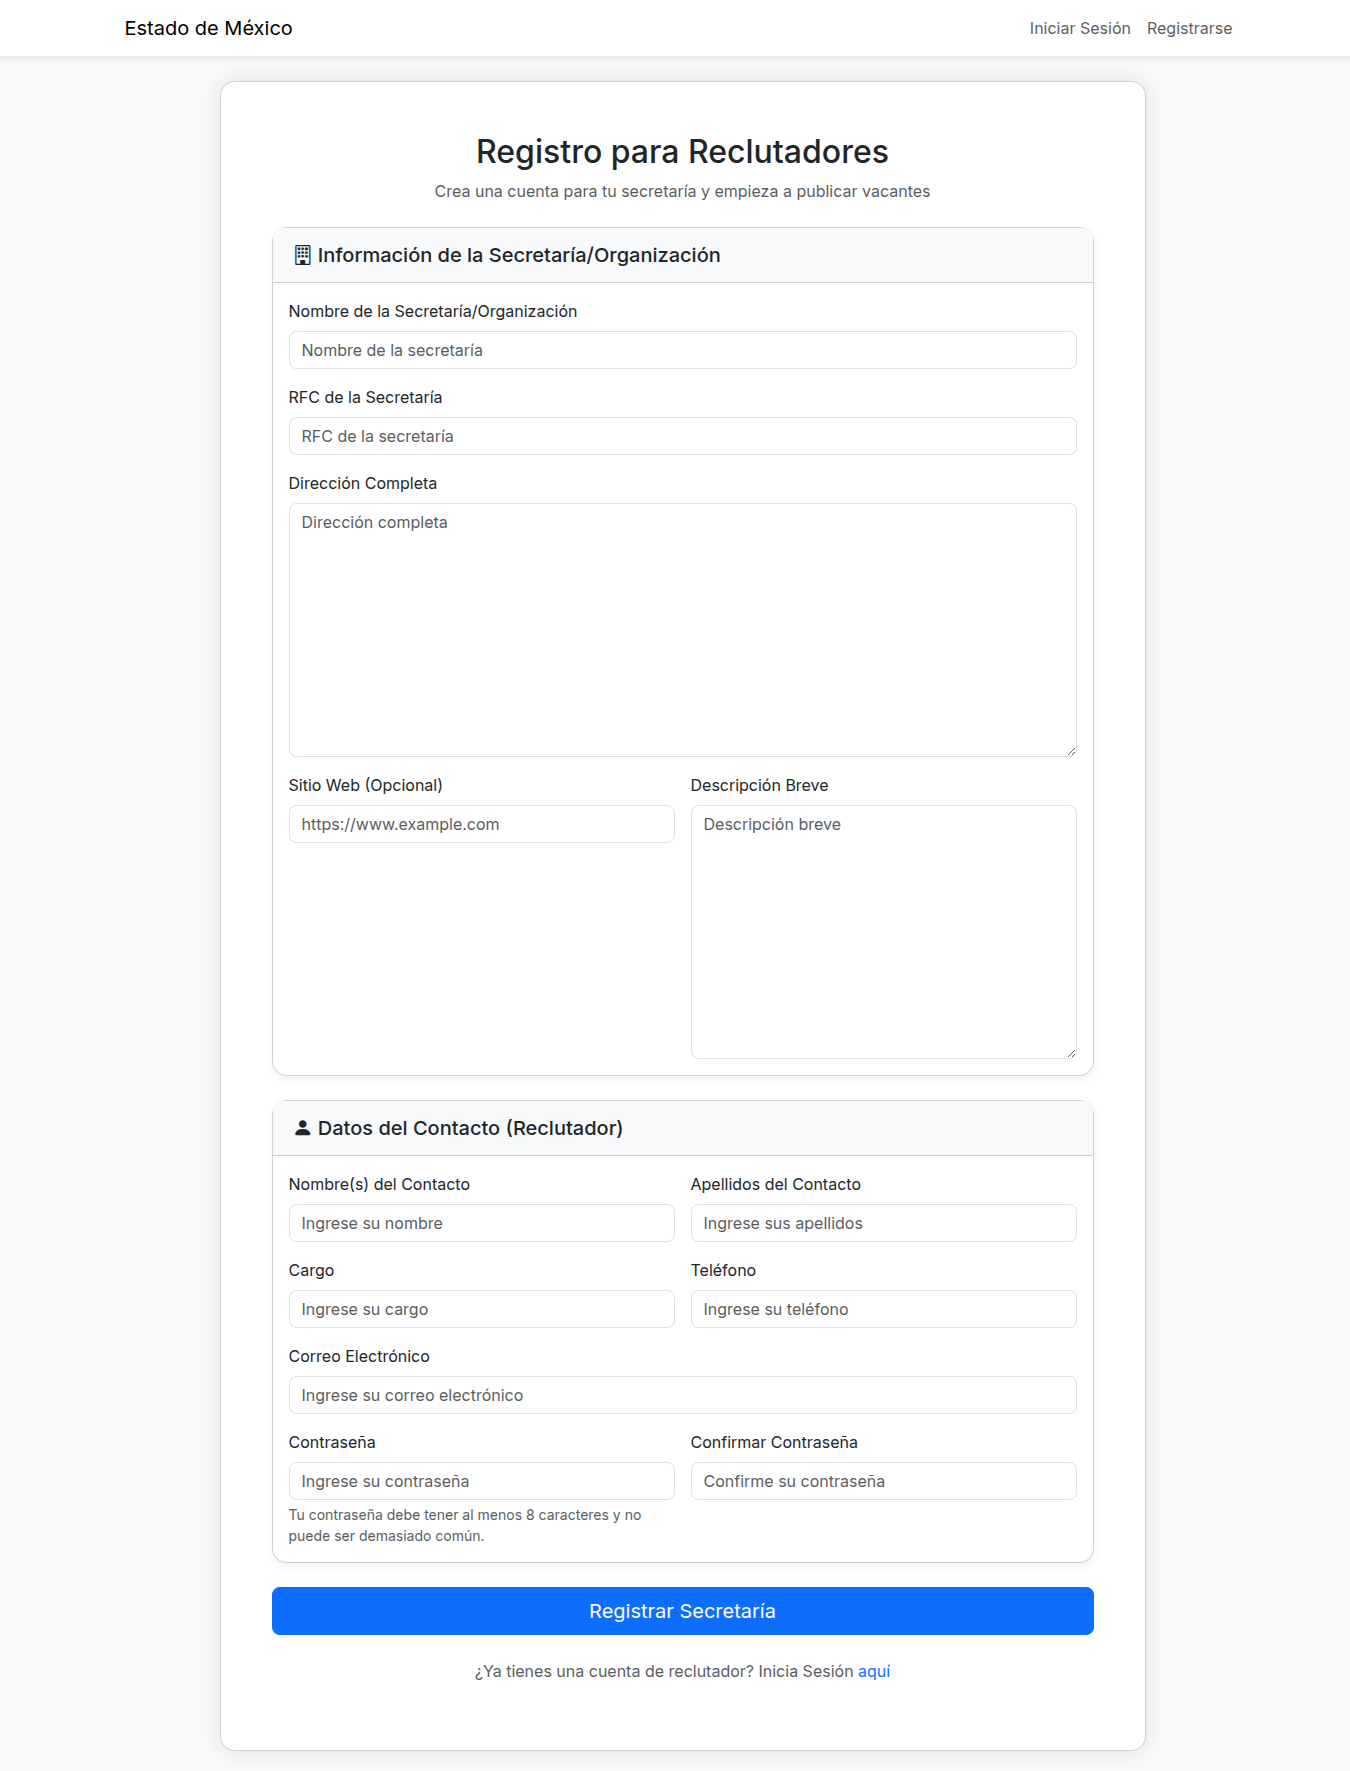 Estado de México
Iniciar Sesión
Registrarse
Registro para Reclutadores
Crea una cuenta para tu secretaría y empieza a publicar vacantes
Información de la Secretaría/Organización
Nombre de la Secretaría/Organización
Nombre de la secretaría
RFC de la Secretaría
RFC de la secretaría
Dirección Completa
Dirección completa
Sitio Web (Opcional)
https://www.example.com
Descripción Breve
Descripción breve
Datos del Contacto (Reclutador)
Nombre(s) del Contacto
Ingrese su nombre
Apellidos del Contacto
Ingrese sus apellidos
Cargo
Ingrese su cargo
Teléfono
Ingrese su teléfono
Correo Electrónico
Ingrese su correo electrónico
Contraseña
Ingrese su contraseña
Tu contraseña debe tener al menos 8 caracteres y no
puede ser demasiado común.
Confirmar Contraseña
Confirme su contraseña
Registrar Secretaría
¿Ya tienes una cuenta de reclutador? Inicia Sesión aquí